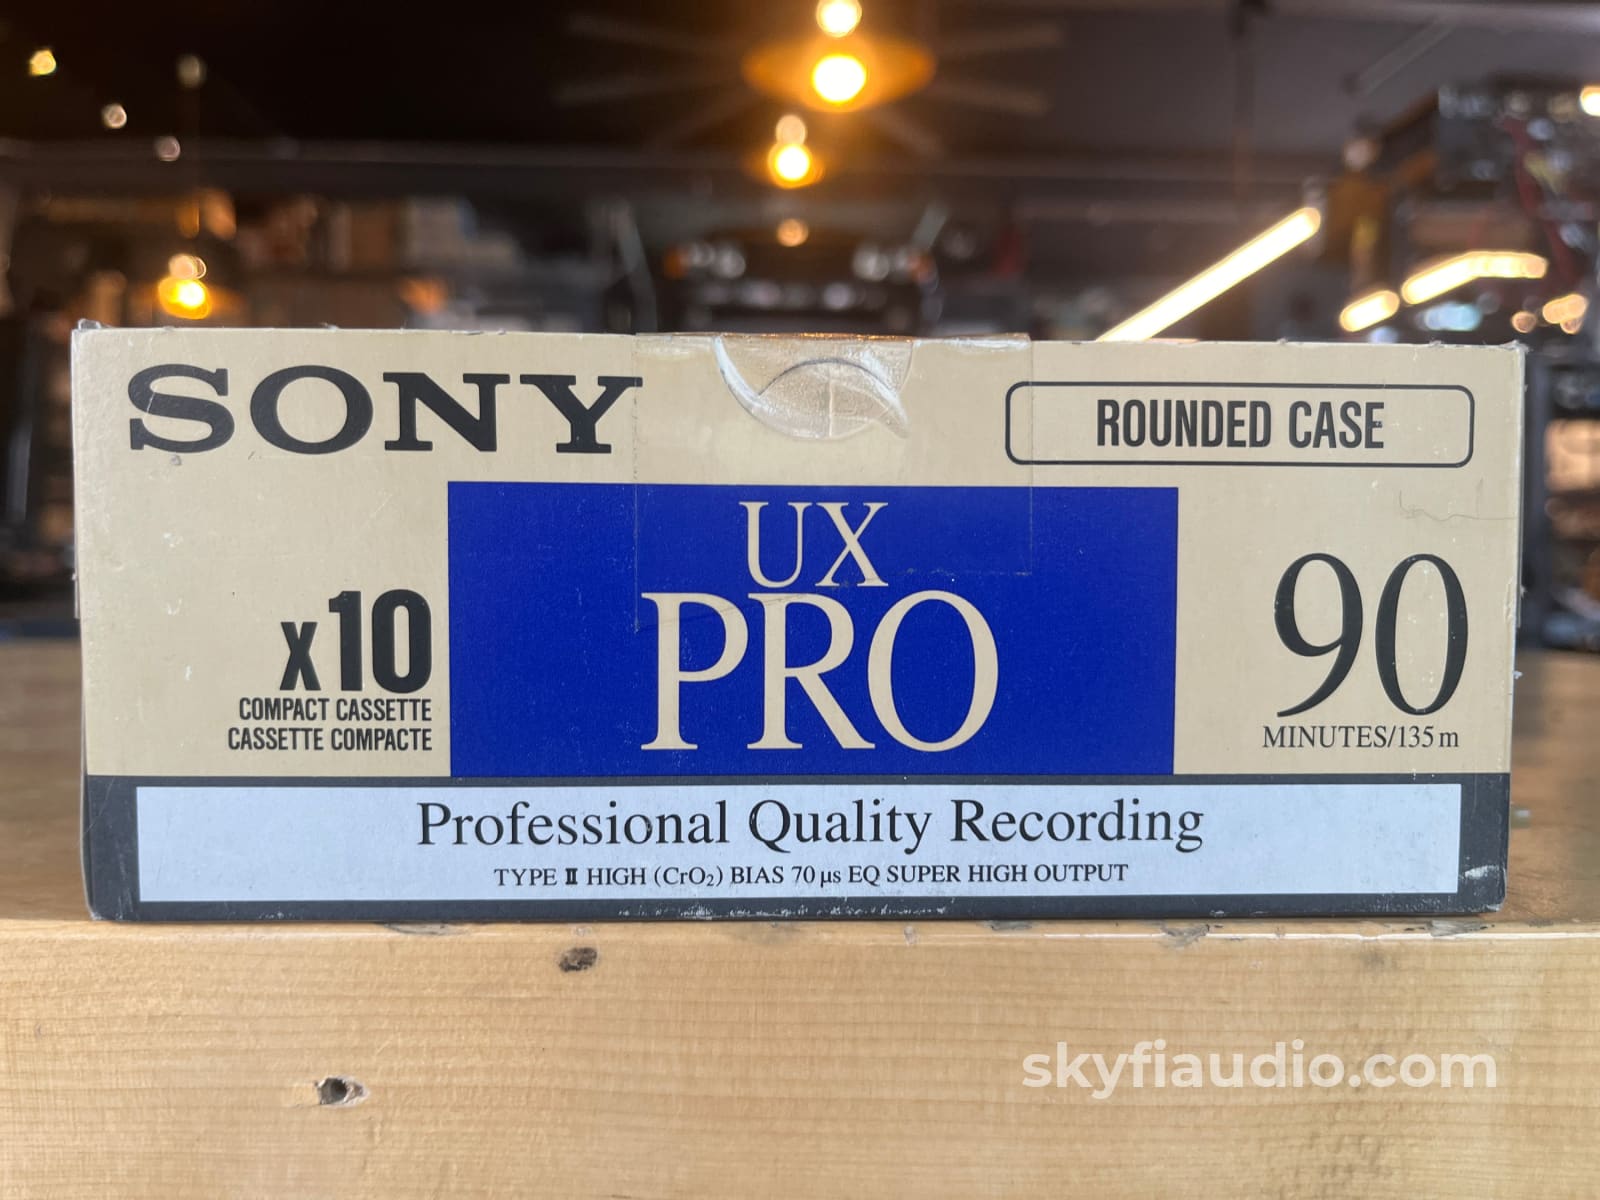 SONY
ROUNDED CASE
UX
PRO
x10
COMPACT CASSETTE
CASSETTE COMPACTE
90
MINUTES/135 m
Professional Quality Recording
TYPE II HIGH (CrO₂) BIAS 70 μs EQ SUPER HIGH OUTPUT
skyfiaudio.com